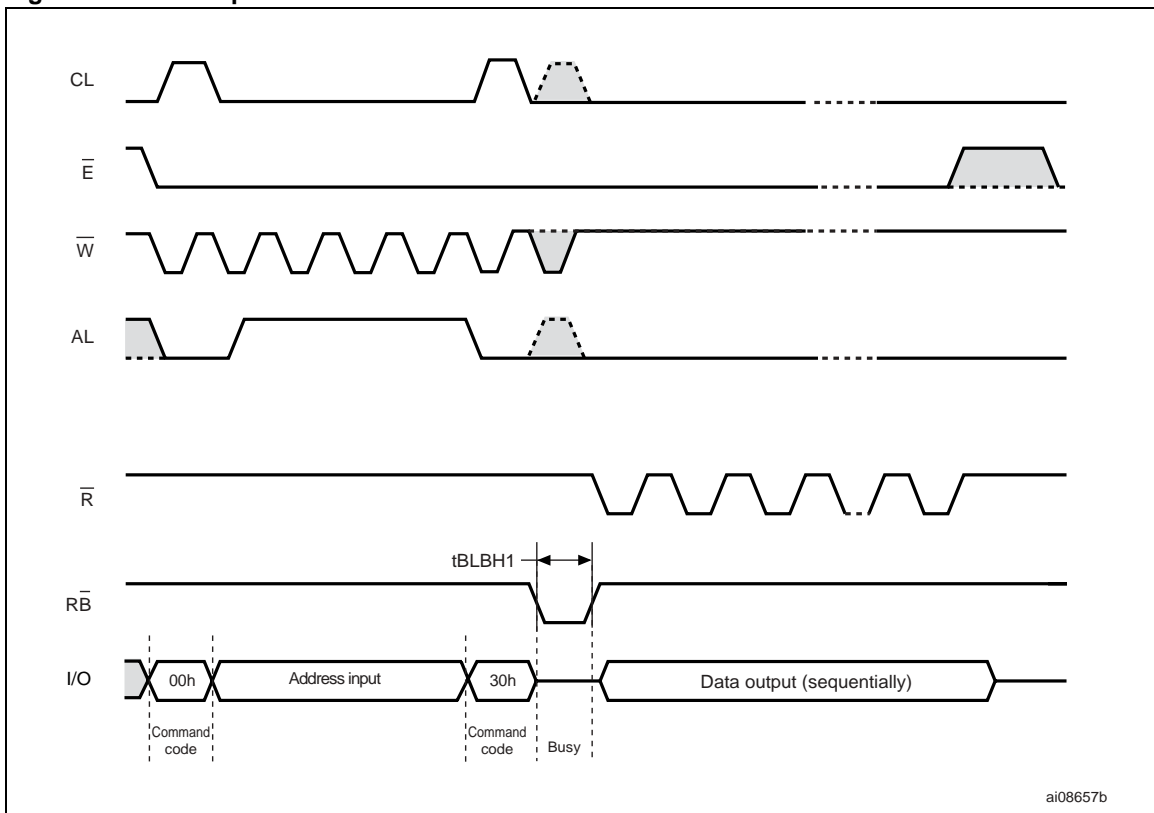 CL
E̅
W̅
AL
R̅
tBLBH1
RB̅
I/O
00h
Address input
30h
Data output (sequentially)
Command
code
Command
code
Busy
ai08657b